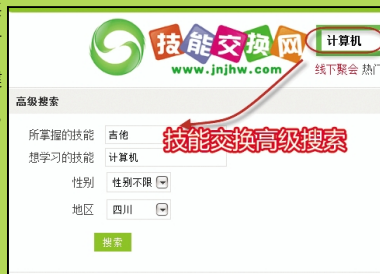 技能交换网
www.jnjhw.com
计算机
线下聚会 热门
高级搜索
所掌握的技能 吉他
技能交换高级搜索
想学习的技能 计算机
性别 性别不限
地区 四川
搜索